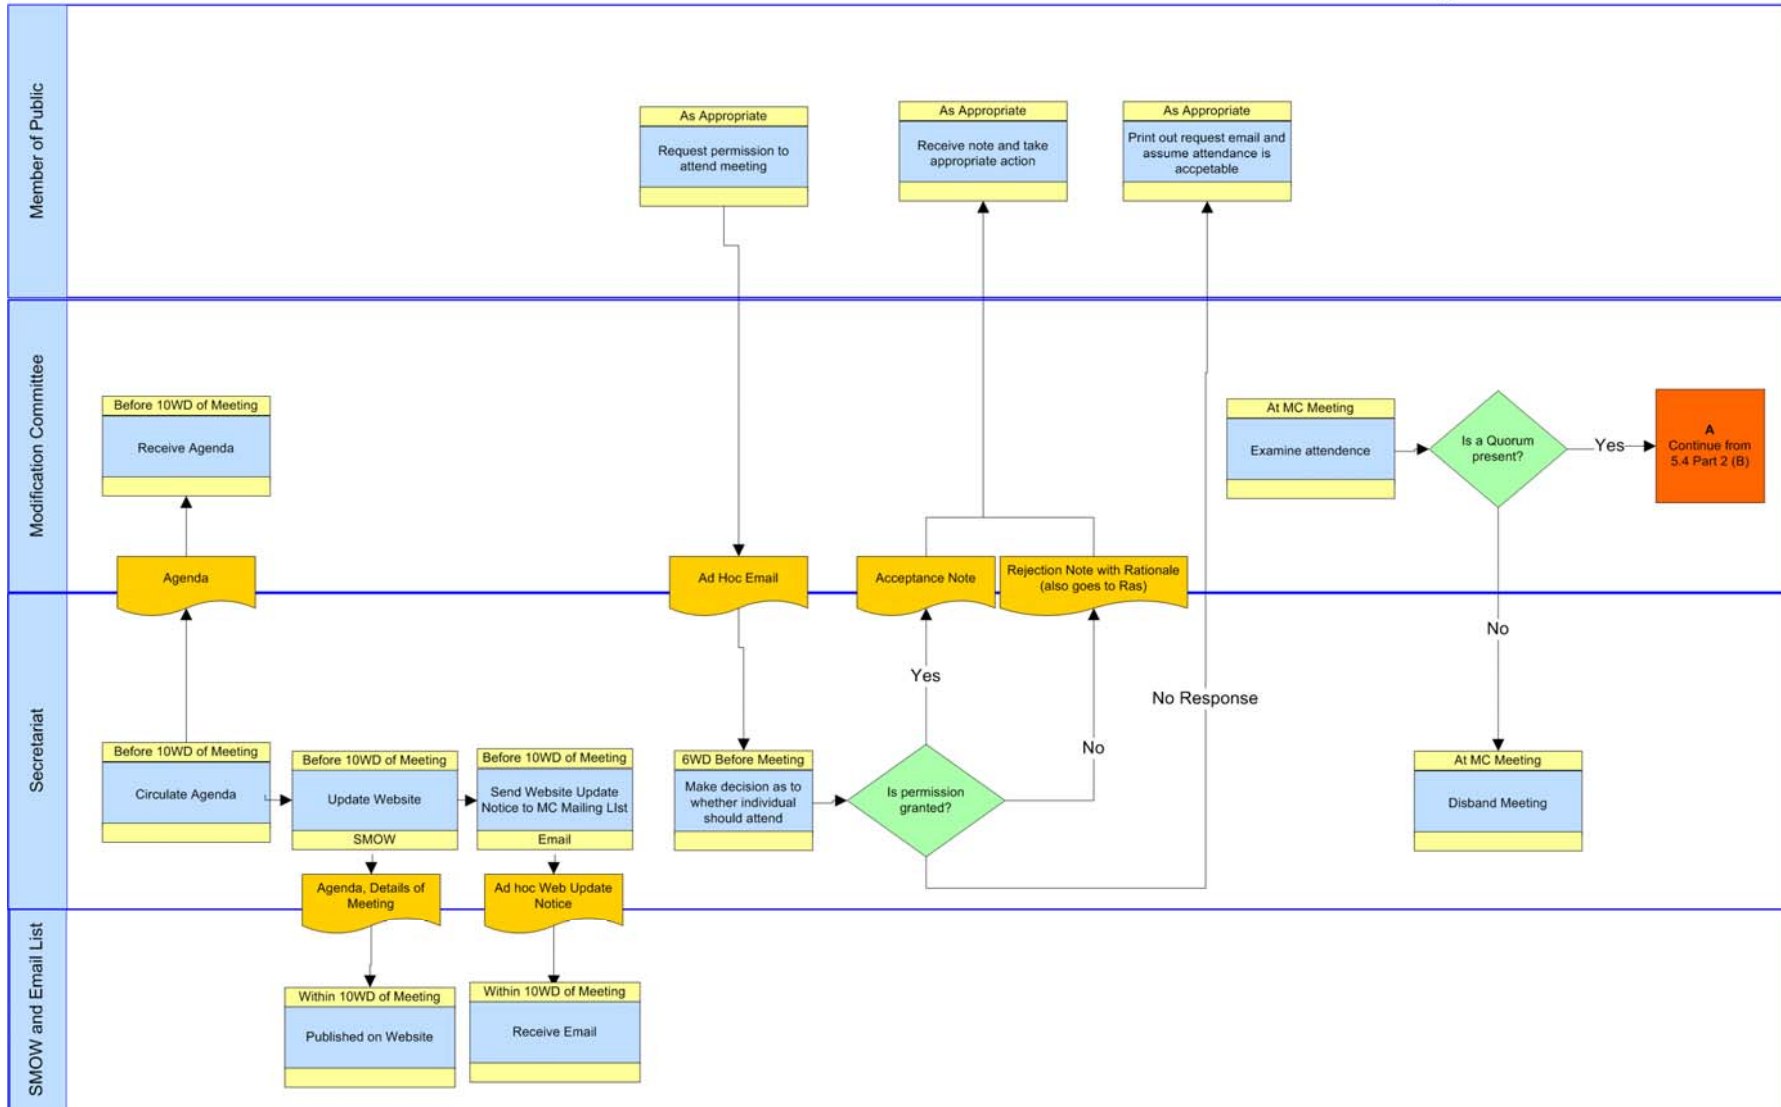 Member of Public
As Appropriate
Request permission to
attend meeting
As Appropriate
Receive note and take
appropriate action
As Appropriate
Print out request email and
assume attendance is
accpetable
Modification Committee
Before 10WD of Meeting
Receive Agenda
Agenda
Ad Hoc Email
Acceptance Note
Rejection Note with Rationale
(also goes to Ras)
At MC Meeting
Examine attendence
Is a Quorum
present?
Yes
A
Continue from
5.4 Part 2 (B)
No
Secretariat
Before 10WD of Meeting
Circulate Agenda
Before 10WD of Meeting
Update Website
SMOW
Before 10WD of Meeting
Send Website Update
Notice to MC Mailing LIst
Email
6WD Before Meeting
Make decision as to
whether individual
should attend
Is permission
granted?
Yes
No
No Response
At MC Meeting
Disband Meeting
Agenda, Details of
Meeting
Ad hoc Web Update
Notice
SMOW and Email List
Within 10WD of Meeting
Published on Website
Within 10WD of Meeting
Receive Email